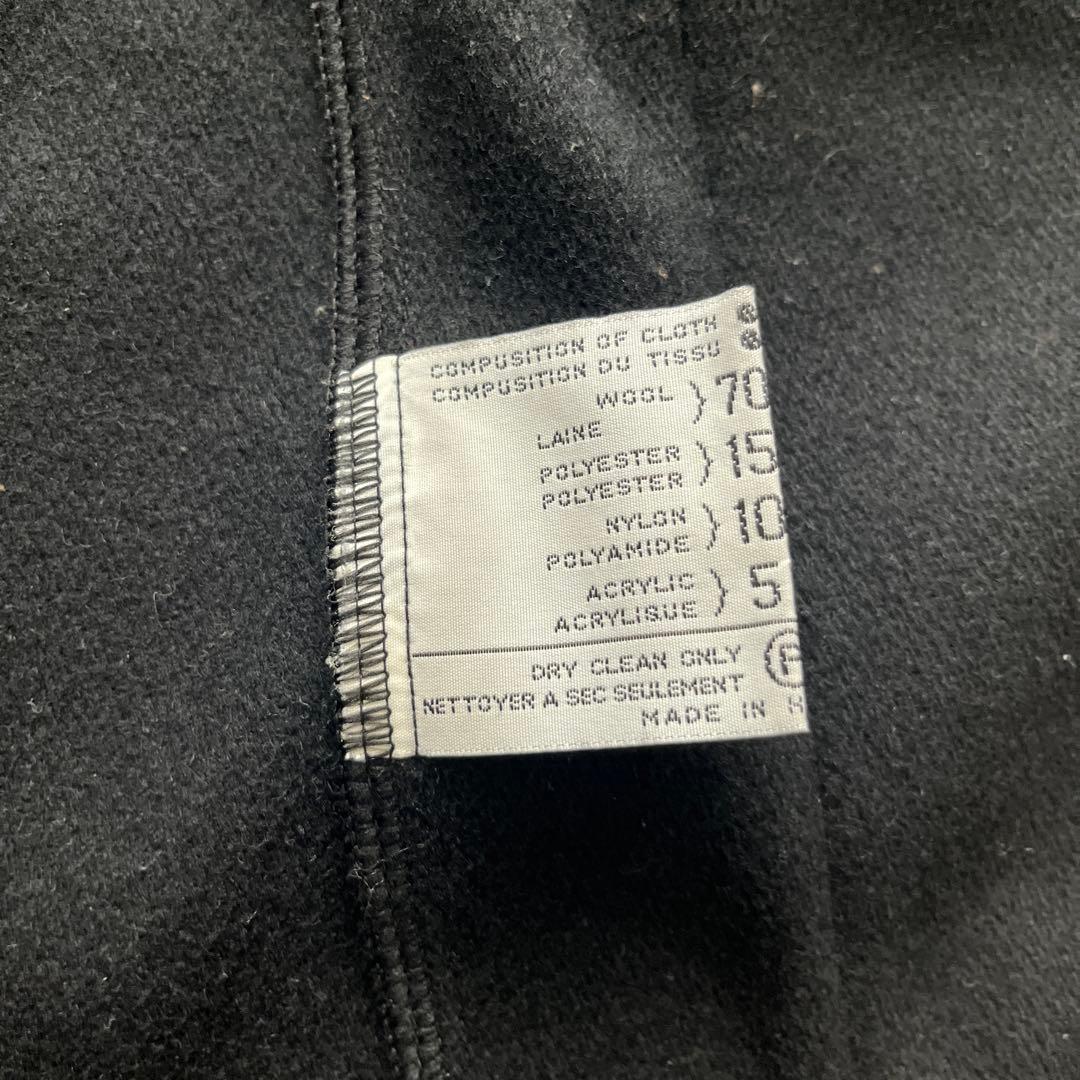 COMPUSITION OF CLOTH %
COMPUSITION DU TISSU %
WOOL } 70
LAINE
POLYESTER } 15
POLYESTER
NYLON } 10
POLYAMIDE
ACRYLIC } 5
ACRYLIQUE
DRY CLEAN ONLY P
NETTOYER A SEC SEULEMENT
MADE IN